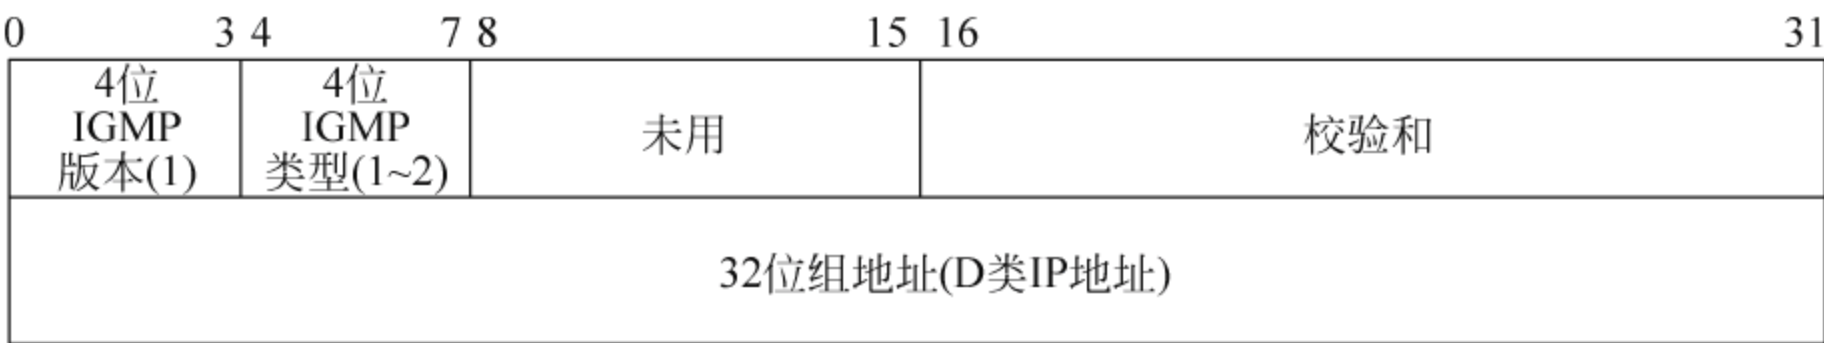 0 3 4 7 8 15 16 31
4位
IGMP
版本(1)
4位
IGMP
类型(1~2)
未用
校验和
32位组地址(D类IP地址)